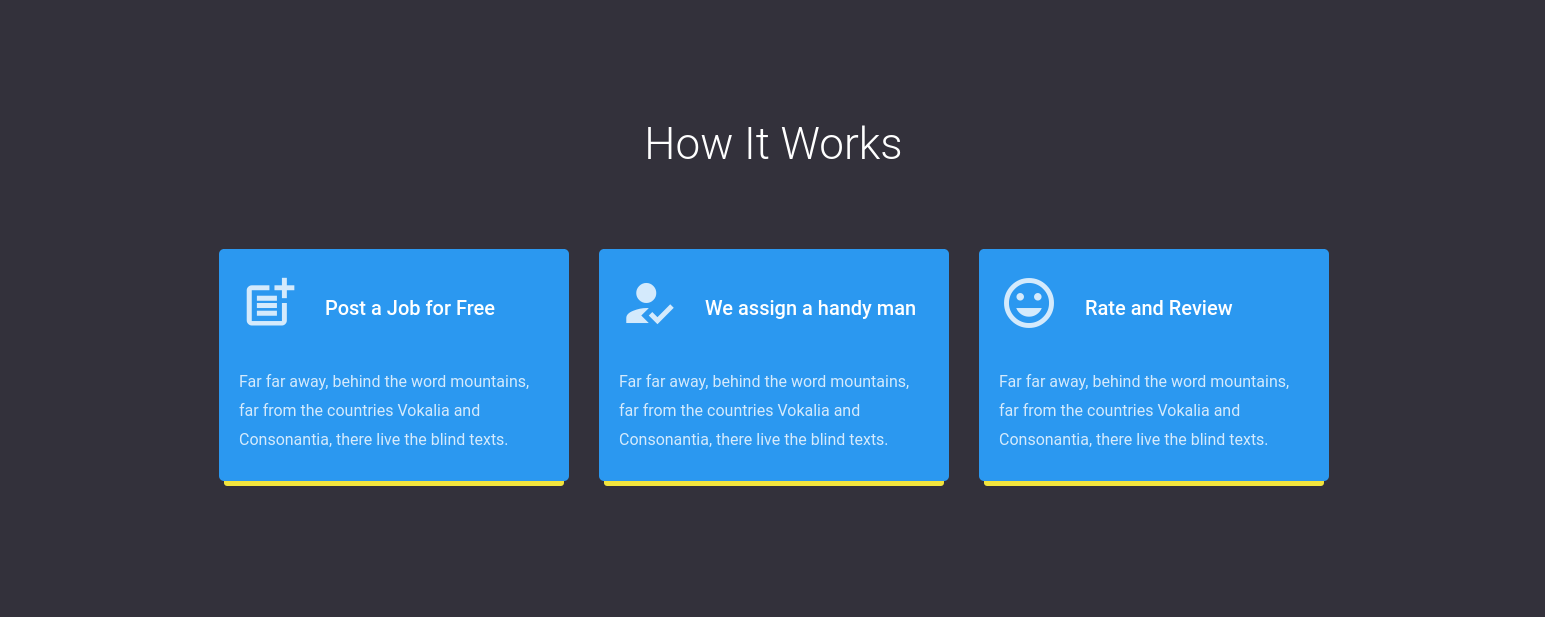 How It Works
Post a Job for Free
Far far away, behind the word mountains,
far from the countries Vokalia and
Consonantia, there live the blind texts.
We assign a handy man
Far far away, behind the word mountains,
far from the countries Vokalia and
Consonantia, there live the blind texts.
Rate and Review
Far far away, behind the word mountains,
far from the countries Vokalia and
Consonantia, there live the blind texts.